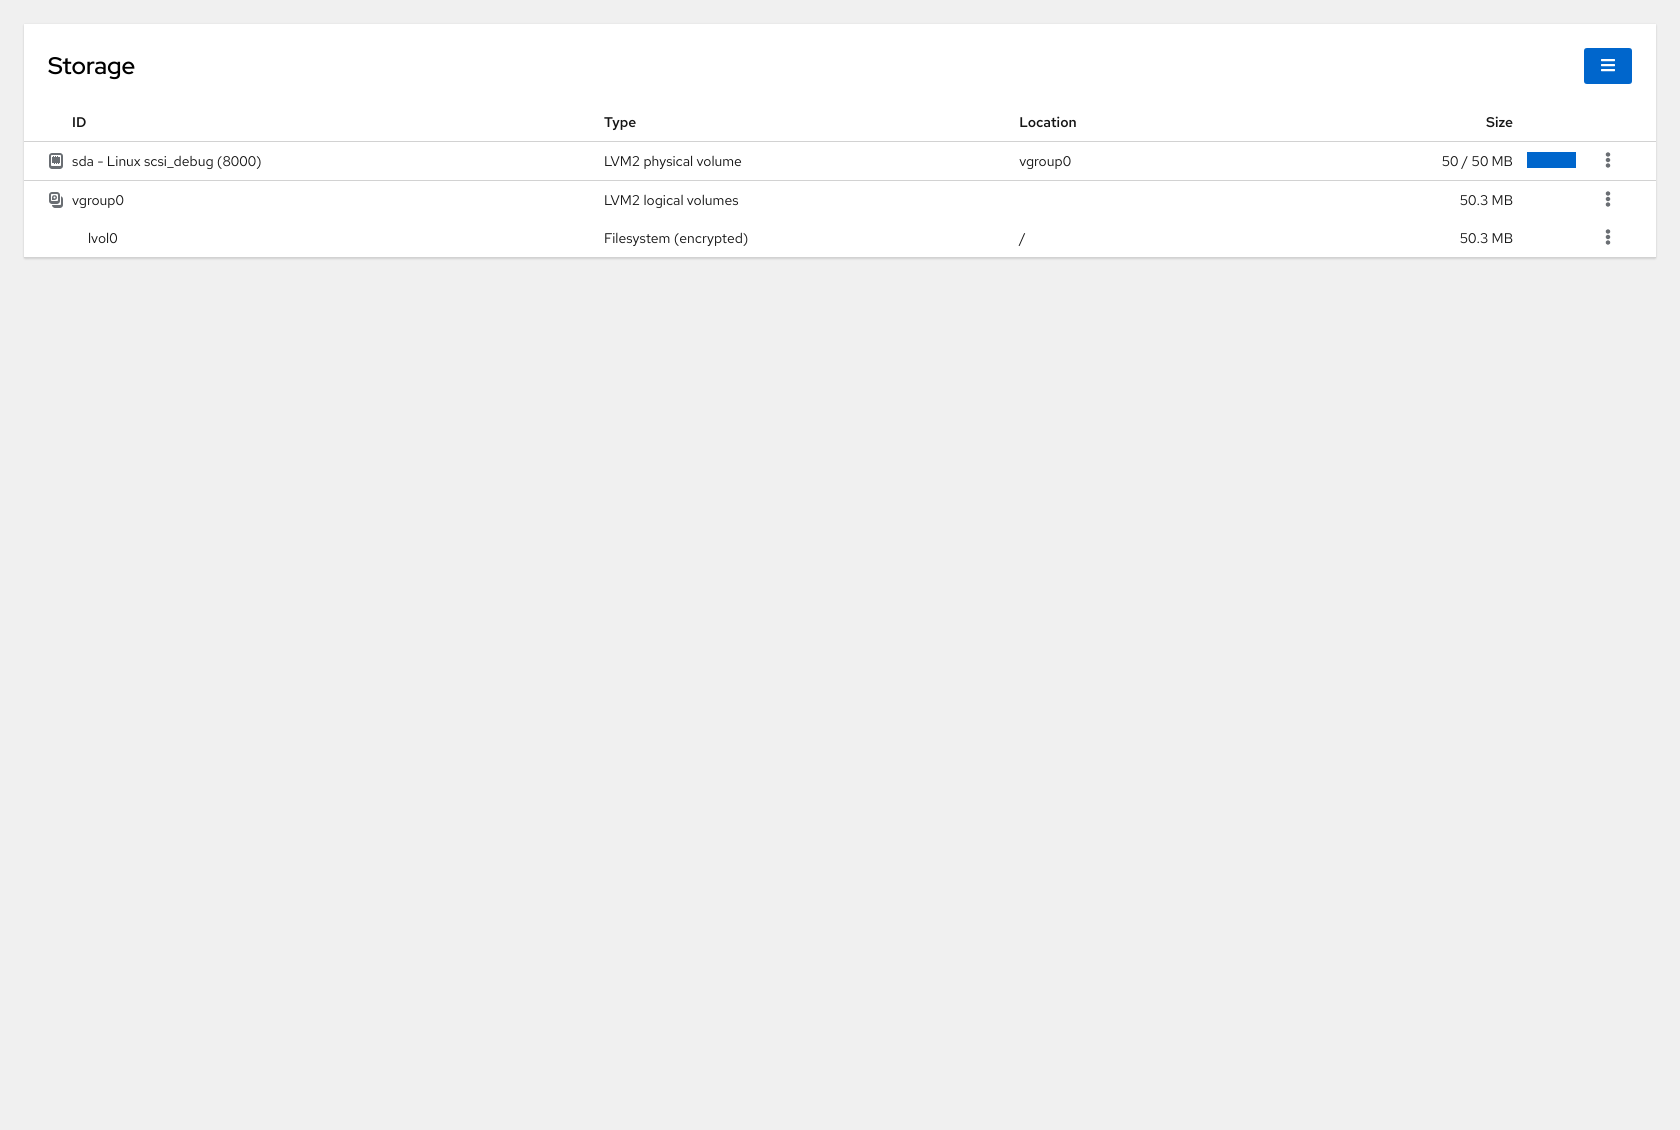 Storage
ID Type Location Size
sda - Linux scsi_debug (8000) LVM2 physical volume vgroup0 50 / 50 MB
vgroup0 LVM2 logical volumes 50.3 MB
lvol0 Filesystem (encrypted) / 50.3 MB